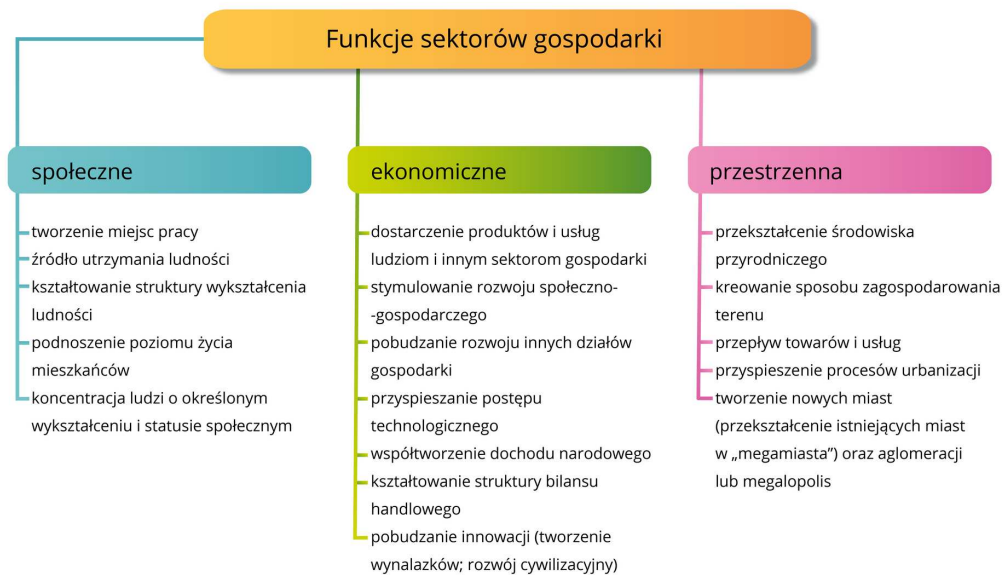 Funkcje sektorów gospodarki
społeczne
tworzenie miejsc pracy
źródło utrzymania ludności
kształtowanie struktury wykształcenia
ludności
podnoszenie poziomu życia
mieszkańców
koncentracja ludzi o określonym
wykształceniu i statusie społecznym
ekonomiczne
dostarczenie produktów i usług
ludziom i innym sektorom gospodarki
stymulowanie rozwoju społeczno-
-gospodarczego
pobudzanie rozwoju innych działów
gospodarki
przyspieszanie postępu
technologicznego
współtworzenie dochodu narodowego
kształtowanie struktury bilansu
handlowego
pobudzanie innowacji (tworzenie
wynalazków; rozwój cywilizacyjny)
przestrzenna
przekształcenie środowiska
przyrodniczego
kreowanie sposobu zagospodarowania
terenu
przepływ towarów i usług
przyspieszenie procesów urbanizacji
tworzenie nowych miast
(przekształcenie istniejących miast
w „megamiasta”) oraz aglomeracji
lub megalopolis